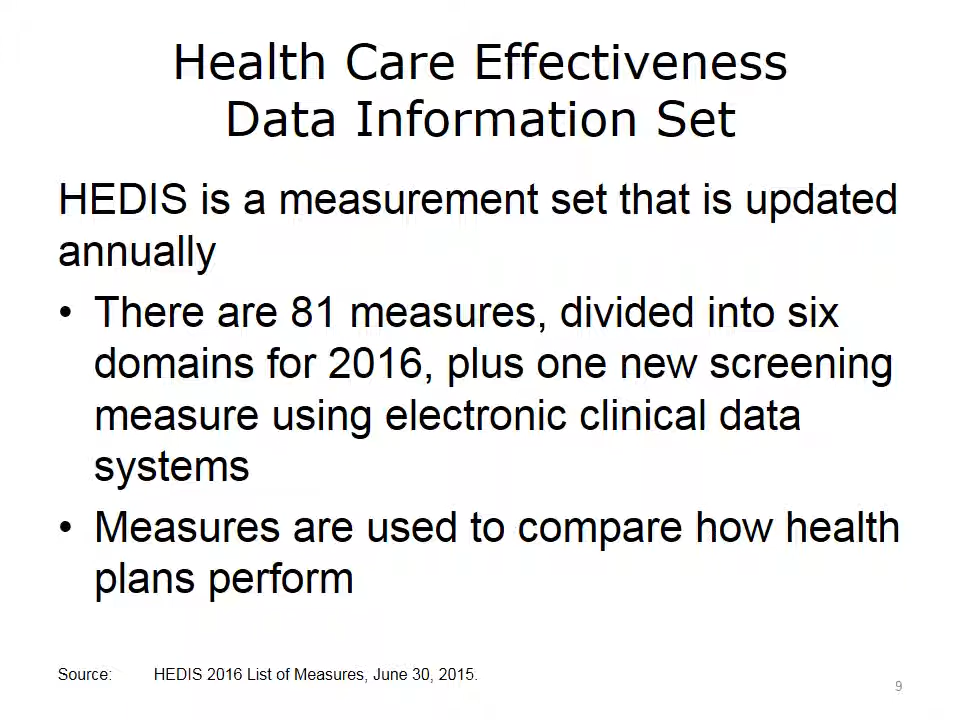 Health Care Effectiveness
Data Information Set
HEDIS is a measurement set that is updated
annually
• There are 81 measures, divided into six
domains for 2016, plus one new screening
measure using electronic clinical data
systems
• Measures are used to compare how health
plans perform
Source: HEDIS 2016 List of Measures, June 30, 2015.
9